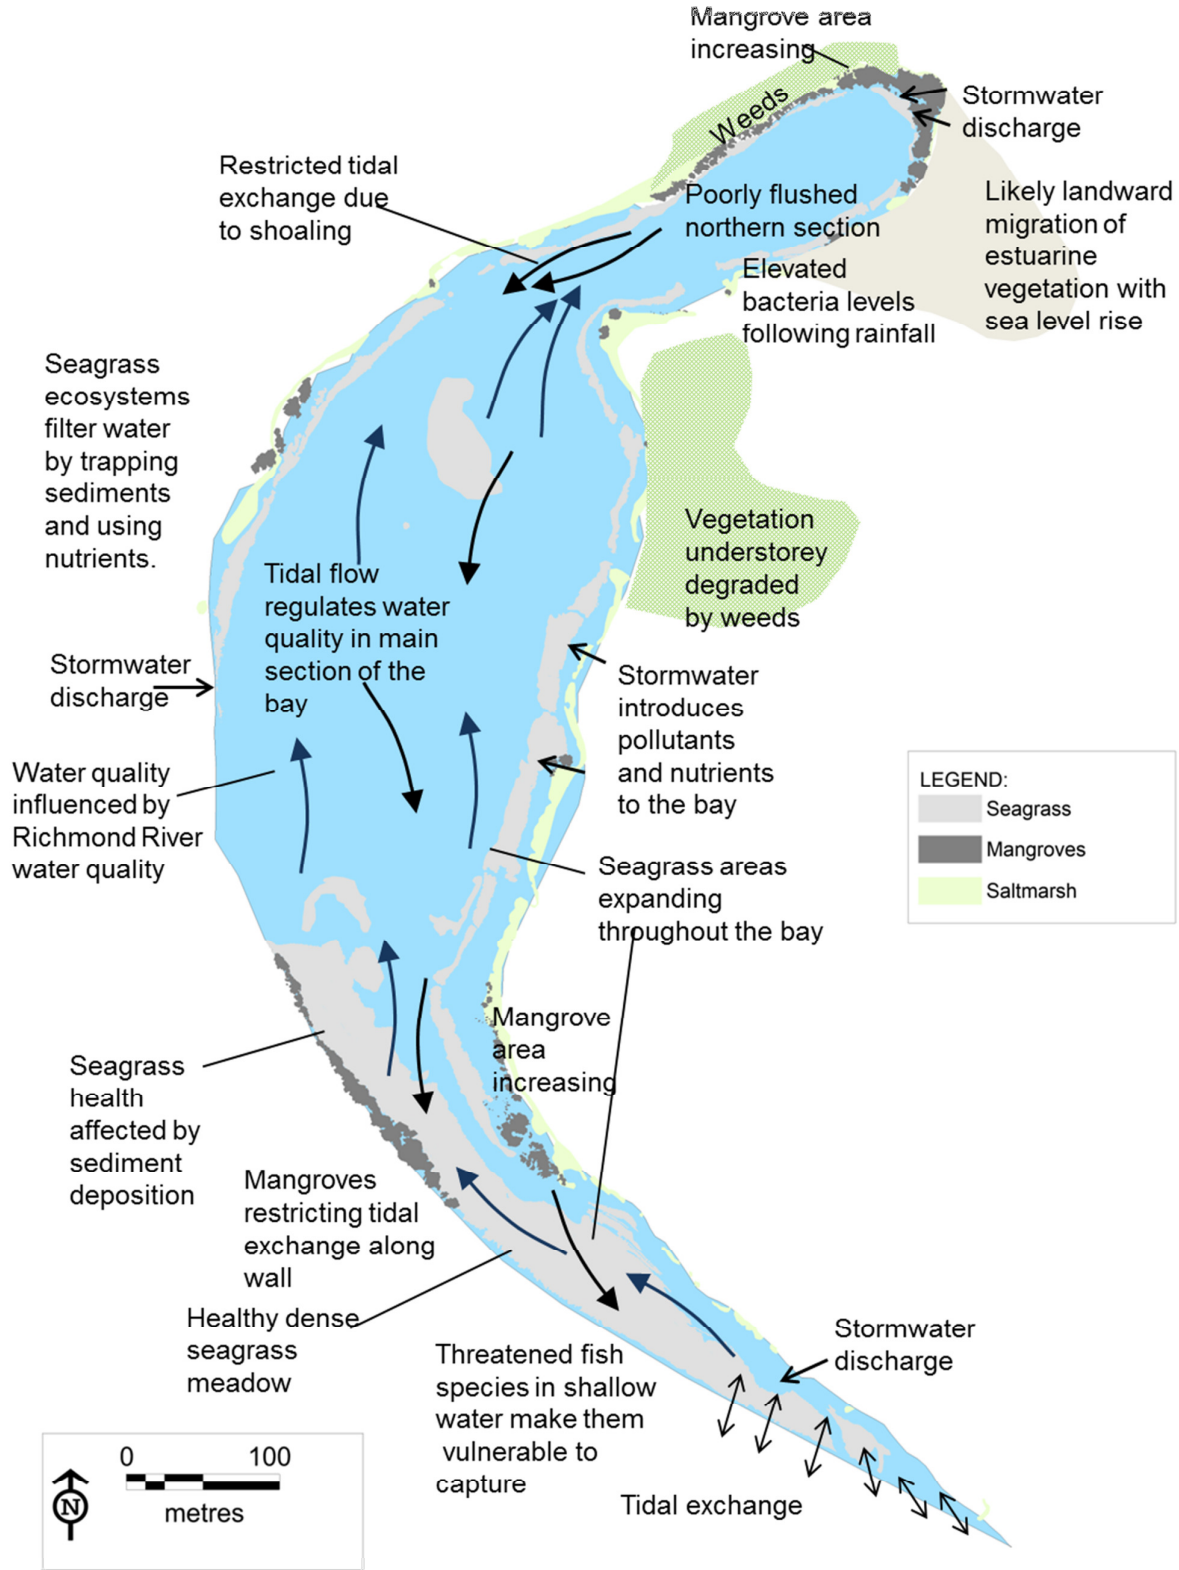 Mangrove area
increasing
Weeds
Stormwater
discharge
Restricted tidal
exchange due
to shoaling
Poorly flushed
northern section
Likely landward
migration of
estuarine
vegetation with
sea level rise
Elevated
bacteria levels
following rainfall
Seagrass
ecosystems
filter water
by trapping
sediments
and using
nutrients.
Vegetation
understorey
degraded
by weeds
Tidal flow
regulates water
quality in main
section of the
bay
Stormwater
discharge
Stormwater
introduces
pollutants
and nutrients
to the bay
Water quality
influenced by
Richmond River
water quality
LEGEND:
Seagrass
Mangroves
Saltmarsh
Seagrass areas
expanding
throughout the bay
Mangrove
area
increasing
Seagrass
health
affected by
sediment
deposition
Mangroves
restricting tidal
exchange along
wall
Healthy dense
seagrass
meadow
Threatened fish
species in shallow
water make them
vulnerable to
capture
Stormwater
discharge
Tidal exchange
0 100
metres
N